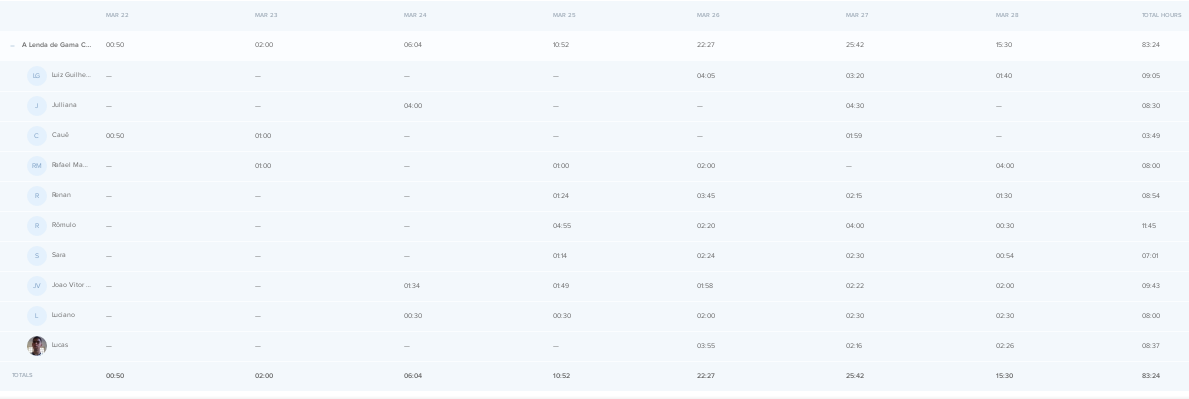 MAR 22 MAR 23 MAR 24 MAR 25 MAR 26 MAR 27 MAR 28 TOTAL HOURS
– A Lenda de Gama C... 00:50 02:00 06:04 10:52 22:27 25:42 15:30 83:24
LG Luiz Guilhe... — — — — 04:05 03:20 01:40 09:05
J Juliana — — 04:00 — — 04:30 — 08:30
C Cauê 00:50 01:00 — — — 01:59 — 03:49
RM Rafael Ma... — 01:00 — 01:00 02:00 — 04:00 08:00
R Renan — — — 01:24 03:45 02:15 01:30 08:54
R Rômulo — — — 04:55 02:20 04:00 00:30 11:45
S Sara — — — 01:14 02:24 02:30 00:54 07:01
JV Joao Vitor ... — — 01:34 01:49 01:58 02:22 02:00 09:43
L Luciano — — 00:30 00:30 02:00 02:30 02:30 08:00
Lucas — — — — 03:55 02:16 02:26 08:37
TOTALS 00:50 02:00 06:04 10:52 22:27 25:42 15:30 83:24